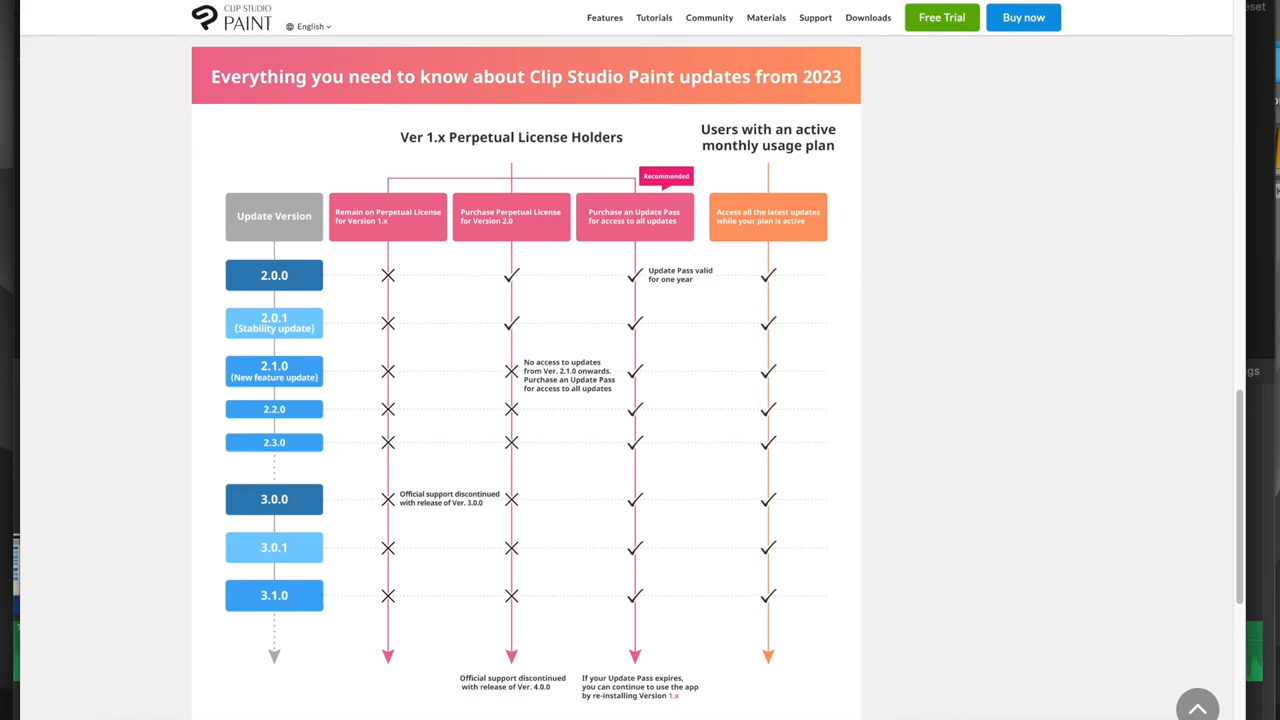 CLIP STUDIO
PAINT
English
Features
Tutorials
Community
Materials
Support
Downloads
Free Trial
Buy now
eset
Everything you need to know about Clip Studio Paint updates from 2023
Ver 1.x Perpetual License Holders
Users with an active
monthly usage plan
Recommended
Update Version
Remain on Perpetual License
for Version 1.x
Purchase Perpetual License
for Version 2.0
Purchase an Update Pass
for access to all updates
Access all the latest updates
while your plan is active
2.0.0
Update Pass valid
for one year
2.0.1
(Stability update)
2.1.0
(New feature update)
No access to updates
from Ver. 2.1.0 onwards.
Purchase an Update Pass
for access to all updates
ngs
2.2.0
2.3.0
3.0.0
Official support discontinued
with release of Ver. 3.0.0
3.0.1
3.1.0
Official support discontinued
with release of Ver. 4.0.0
If your Update Pass expires,
you can continue to use the app
by re-installing Version 1.x